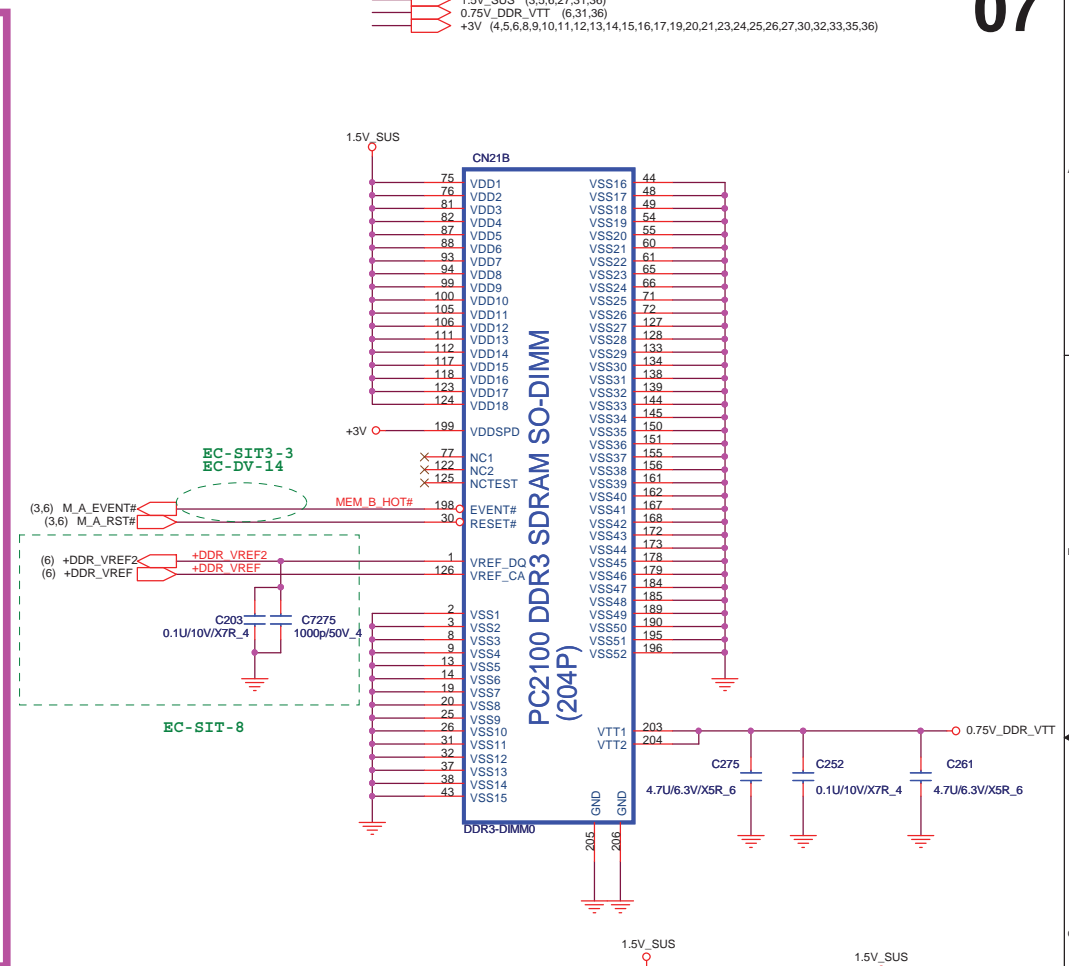 1.5V_SUS (3,5,6,27,31,36)
0.75V_DDR_VTT (6,31,36)
+3V (4,5,6,8,9,10,11,12,13,14,15,16,17,19,20,21,23,24,25,26,27,30,32,33,35,36)
07
1.5V_SUS
CN21B
75 VDD1
76 VDD2
81 VDD3
82 VDD4
87 VDD5
88 VDD6
93 VDD7
94 VDD8
99 VDD9
100 VDD10
105 VDD11
106 VDD12
111 VDD13
112 VDD14
117 VDD15
118 VDD16
123 VDD17
124 VDD18
+3V 199 VDDSPD
77 NC1
122 NC2
125 NCTEST
EC-SIT3-3
EC-DV-14
(3,6) M_A_EVENT# MEM_B_HOT# 198 EVENT#
(3,6) M_A_RST# 30 RESET#
(6) +DDR_VREF2 +DDR_VREF2 1 VREF_DQ
(6) +DDR_VREF +DDR_VREF 126 VREF_CA
C203
0.1U/10V/X7R_4
C7275
1000p/50V_4
EC-SIT-8
2 VSS1
3 VSS2
8 VSS3
9 VSS4
13 VSS5
14 VSS6
19 VSS7
20 VSS8
25 VSS9
26 VSS10
31 VSS11
32 VSS12
37 VSS13
38 VSS14
43 VSS15
PC2100 DDR3 SDRAM SO-DIMM
(204P)
VSS16 44
VSS17 48
VSS18 49
VSS19 54
VSS20 55
VSS21 60
VSS22 61
VSS23 65
VSS24 66
VSS25 71
VSS26 72
VSS27 127
VSS28 128
VSS29 133
VSS30 134
VSS31 138
VSS32 139
VSS33 144
VSS34 145
VSS35 150
VSS36 151
VSS37 155
VSS38 156
VSS39 161
VSS40 162
VSS41 167
VSS42 168
VSS43 172
VSS44 173
VSS45 178
VSS46 179
VSS47 184
VSS48 185
VSS49 189
VSS50 190
VSS51 195
VSS52 196
VTT1 203
VTT2 204
0.75V_DDR_VTT
C275
4.7U/6.3V/X5R_6
C252
0.1U/10V/X7R_4
C261
4.7U/6.3V/X5R_6
GND 205
GND 206
DDR3-DIMM0
1.5V_SUS
1.5V_SUS